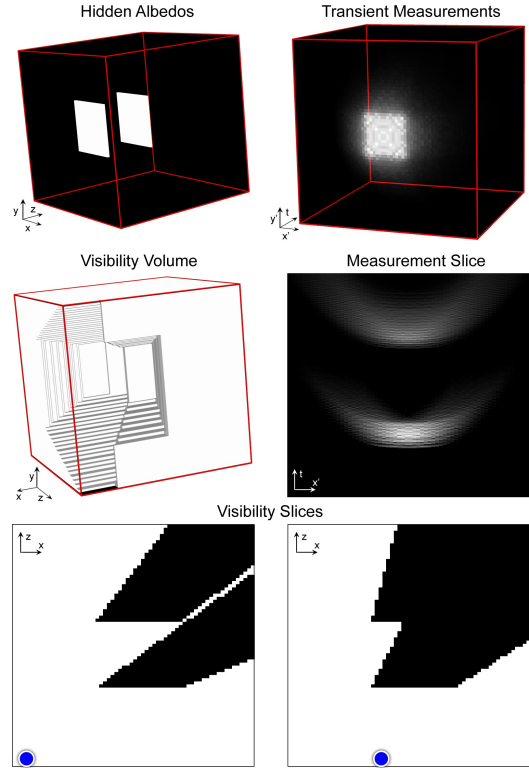 Hidden Albedos
Transient Measurements
y
z
x
y'
t
x'
Visibility Volume
Measurement Slice
y
x
z
t
x'
Visibility Slices
z
x
z
x